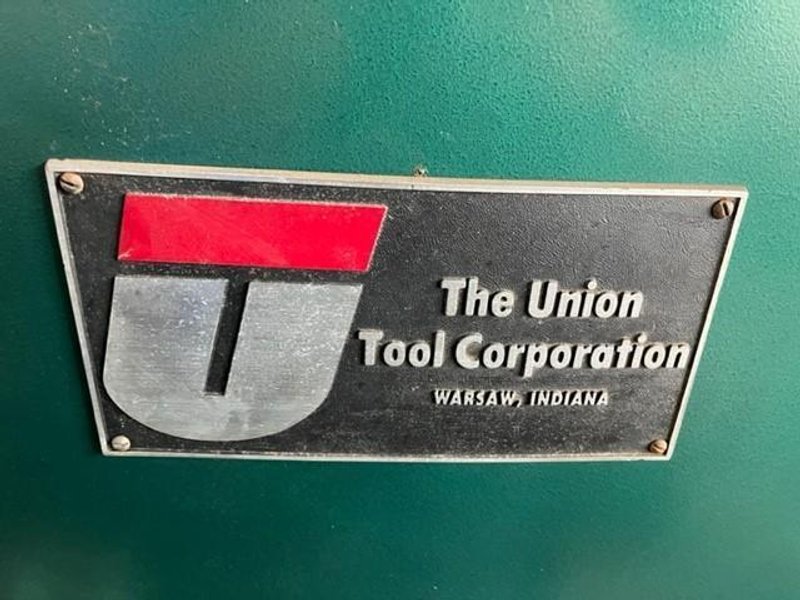 The Union
Tool Corporation
WARSAW, INDIANA